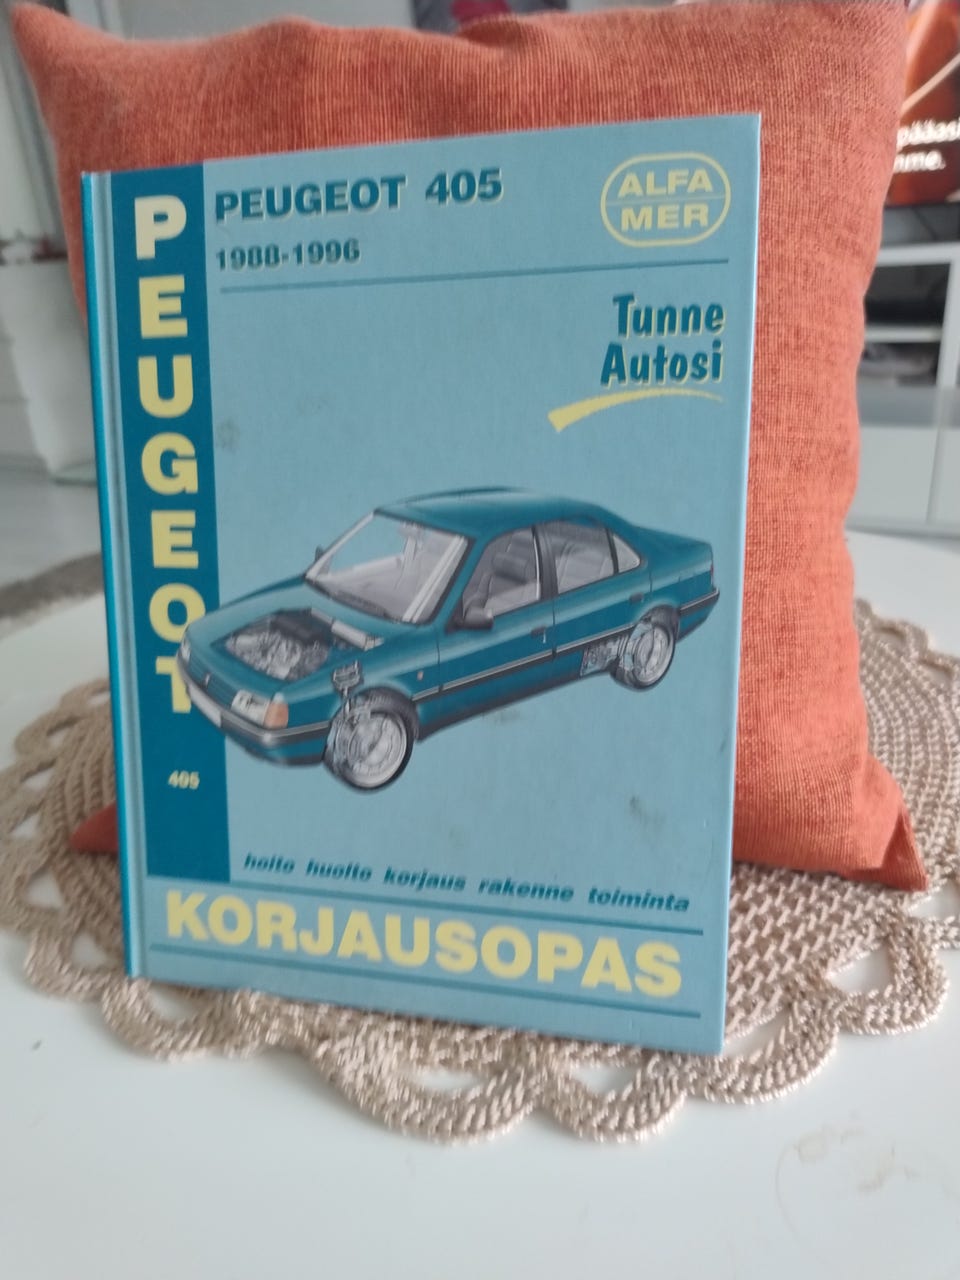 PEUGEOT
405
PEUGEOT 405
1988-1996
ALFA
MER
Tunne
Autosi
hoito huolto korjaus rakenne toiminta
KORJAUSOPAS